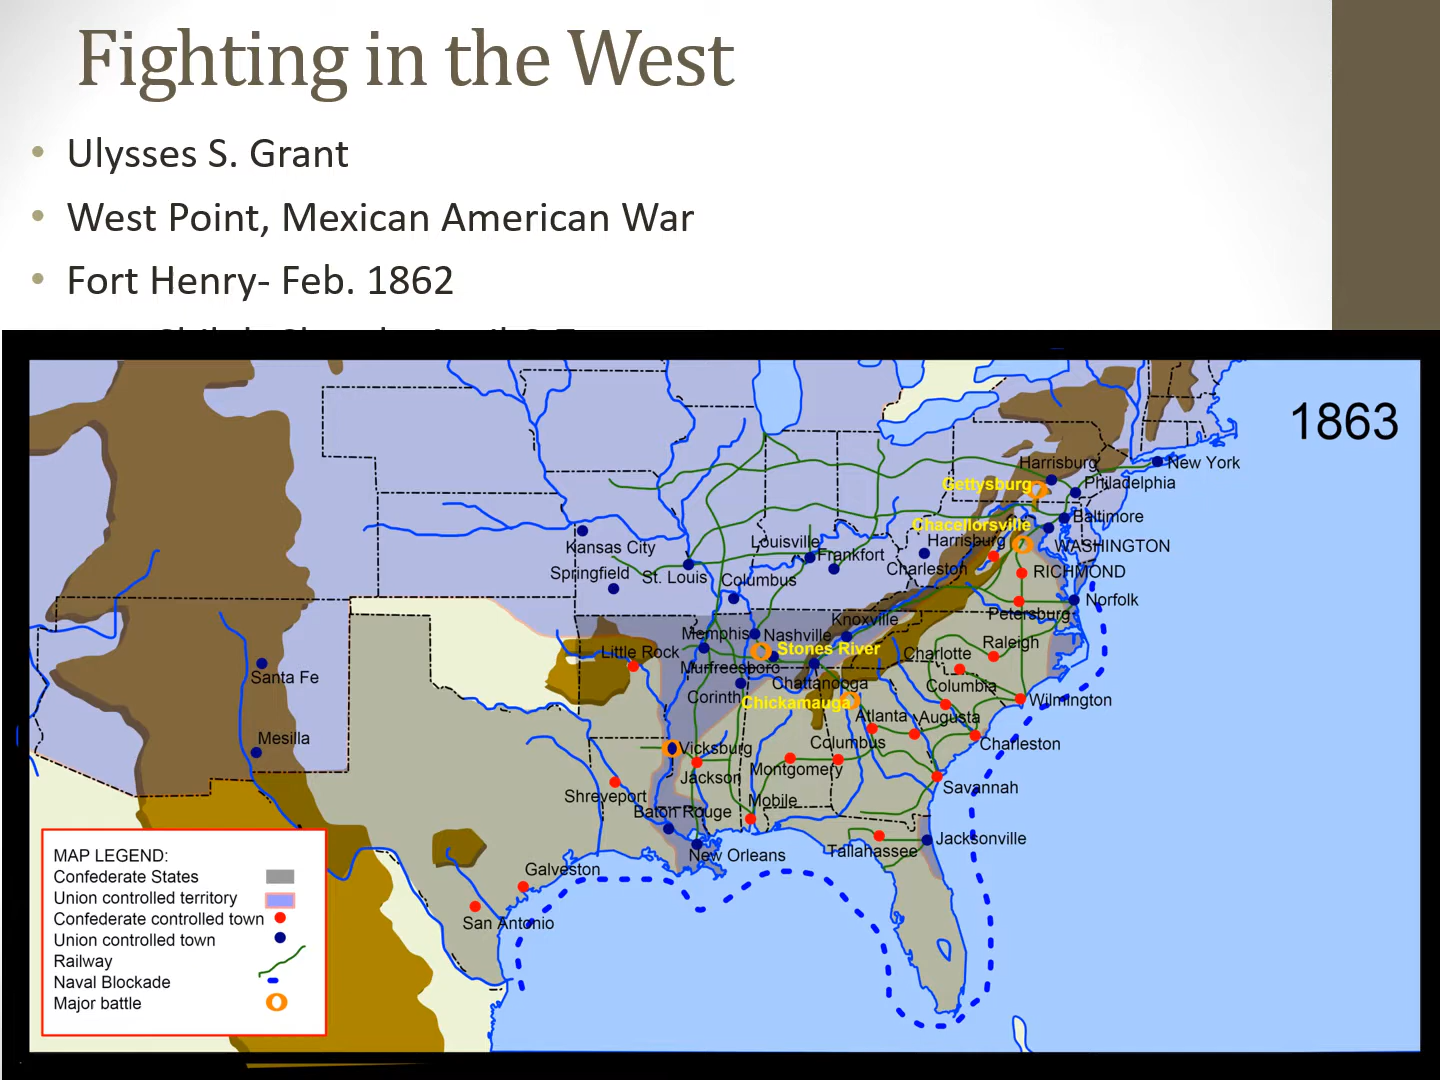 Fighting in the West
• Ulysses S. Grant
• West Point, Mexican American War
• Fort Henry- Feb. 1862
1863
Harrisburg
New York
Gettysburg
Philadelphia
Chacellorsville
Baltimore
Harrisburg
WASHINGTON
Kansas City
Louisville
Frankfort
Charleston
RICHMOND
Springfield
St. Louis
Columbus
Norfolk
Petersburg
Knoxville
Memphis
Nashville
Stones River
Raleigh
Little Rock
Murfreesboro
Charlotte
Santa Fe
Corinth
Chattanooga
Columbia
Chickamauga
Wilmington
Atlanta
Augusta
Mesilla
Vicksburg
Columbus
Charleston
Jackson
Montgomery
Shreveport
Savannah
Baton Rouge
Mobile
Jacksonville
New Orleans
Tallahassee
Galveston
San Antonio
MAP LEGEND:
Confederate States
Union controlled territory
Confederate controlled town
Union controlled town
Railway
Naval Blockade
Major battle